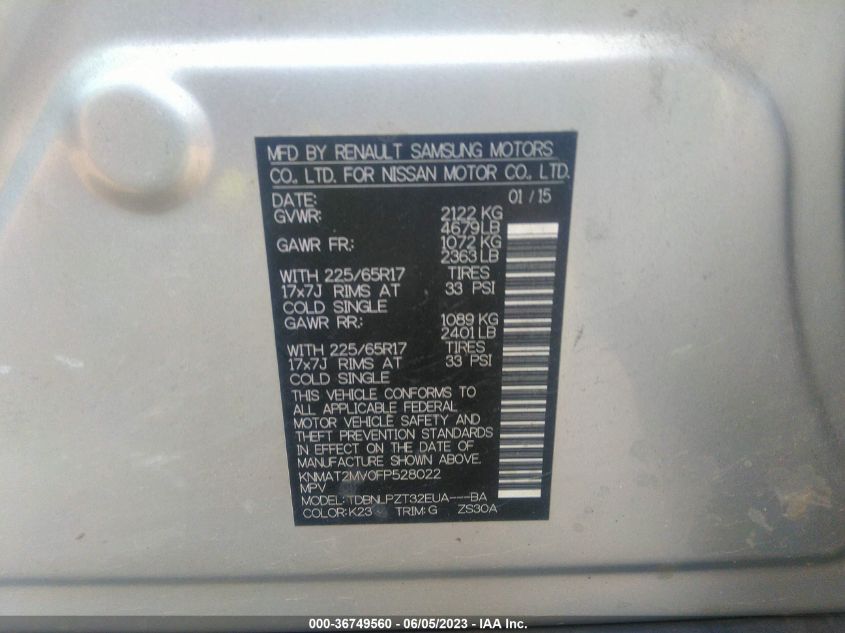 MFD BY RENAULT SAMSUNG MOTORS
CO., LTD. FOR NISSAN MOTOR CO., LTD.
DATE: 01 / 15
GVWR: 2122 KG
4679 LB
GAWR FR.: 1072 KG
2363 LB
WITH 225/65R17 TIRES
17x7J RIMS AT 33 PSI
COLD SINGLE
GAWR RR.: 1089 KG
2401 LB
WITH 225/65R17 TIRES
17x7J RIMS AT 33 PSI
COLD SINGLE
THIS VEHICLE CONFORMS TO
ALL APPLICABLE FEDERAL
MOTOR VEHICLE SAFETY AND
THEFT PREVENTION STANDARDS
IN EFFECT ON THE DATE OF
MANUFACTURE SHOWN ABOVE.
KNMAT2MV0FP528022
MPV
MODEL: TDBNLPZT32EUA---BA
COLOR: K23 TRIM: G ZS30A
000-36749560 - 06/05/2023 - IAA Inc.